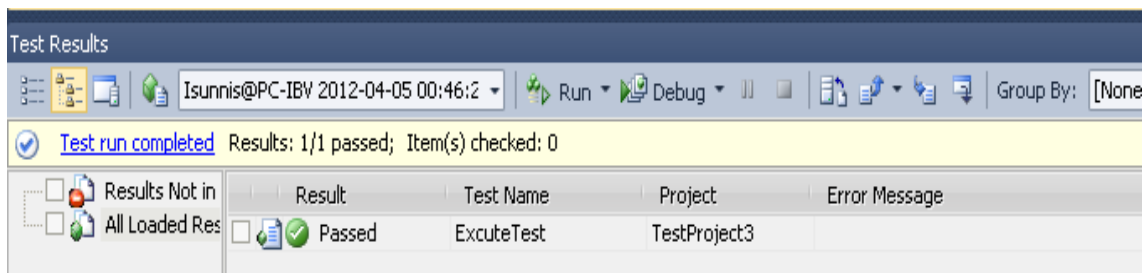 Test Results
Isunnis@PC-IBV 2012-04-05 00:46:2 Run Debug Group By: [None
Test run completed Results: 1/1 passed; Item(s) checked: 0
Results Not in
All Loaded Res
Result Test Name Project Error Message
Passed ExcuteTest TestProject3